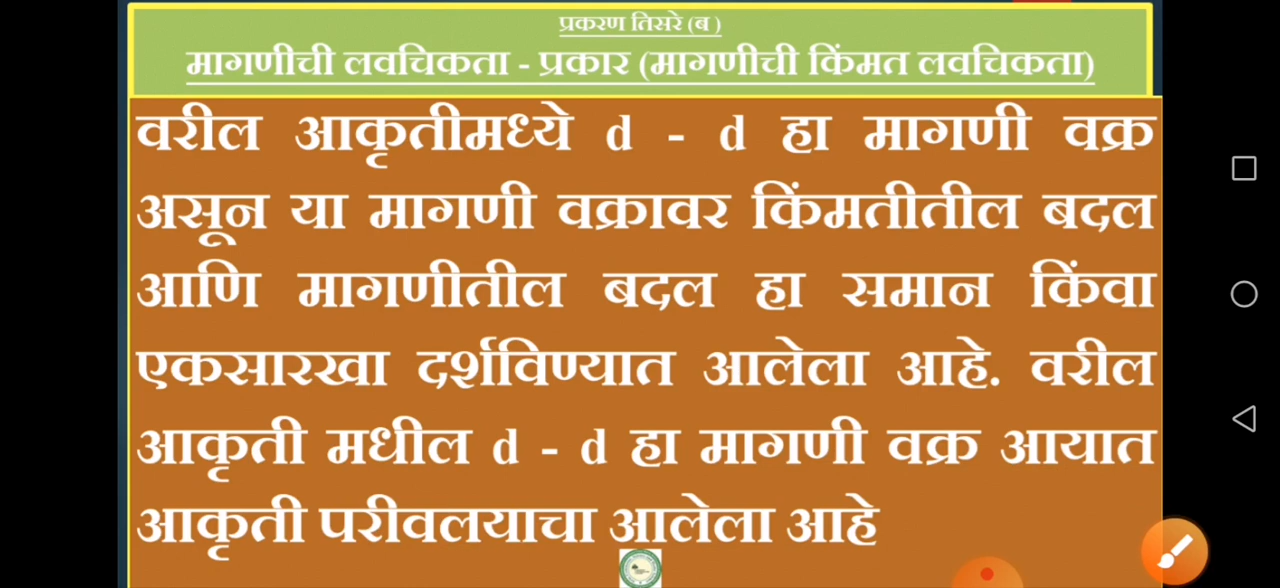 प्रकरण तिसरे (ब )
मागणीची लवचिकता - प्रकार (मागणीची किंमत लवचिकता)
वरील आकृतीमध्ये d - d हा मागणी वक्र
असून या मागणी वक्रावर किंमतीतील बदल
आणि मागणीतील बदल हा समान किंवा
एकसारखा दर्शविण्यात आलेला आहे. वरील
आकृती मधील d - d हा मागणी वक्र आयात
आकृती परीवलयाचा आलेला आहे